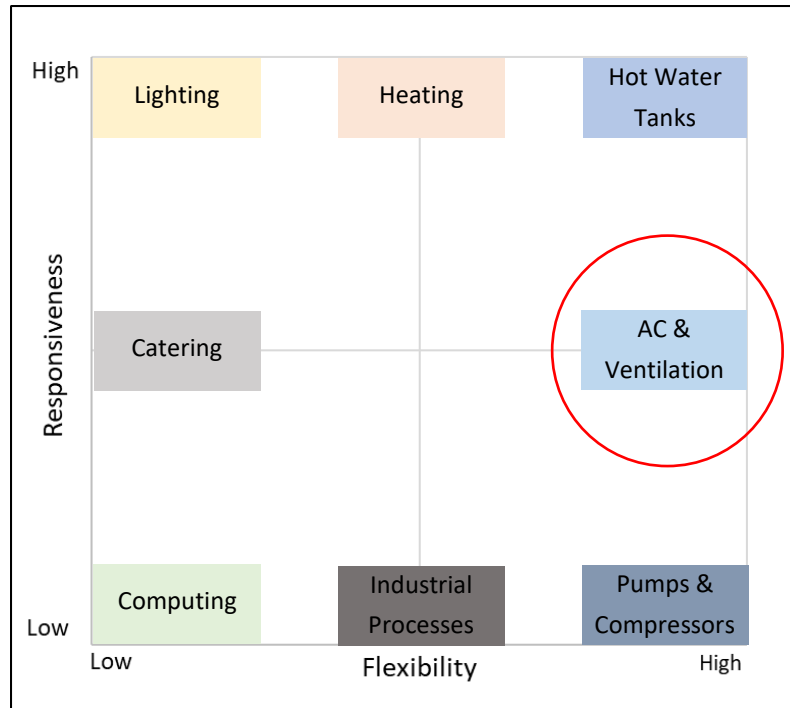 High
Lighting
Heating
Hot Water
Tanks
Responsiveness
Catering
AC &
Ventilation
Computing
Industrial
Processes
Pumps &
Compressors
Low
Low
Flexibility
High